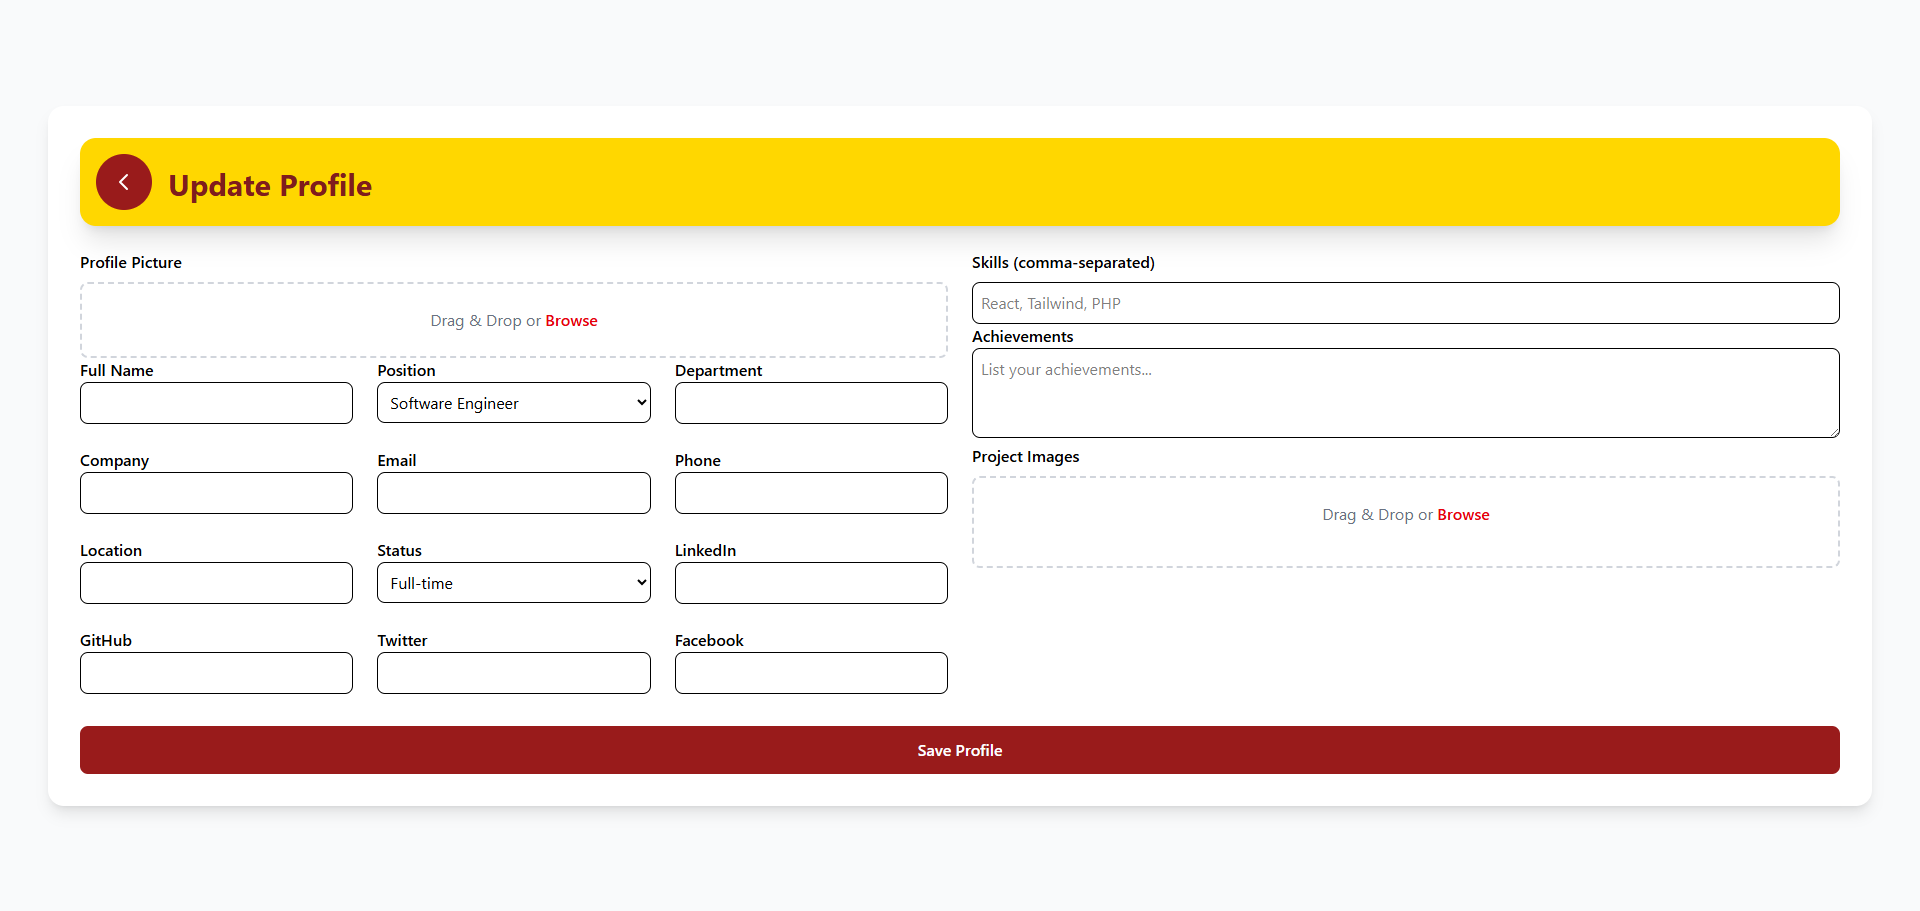 Update Profile
Profile Picture
Drag & Drop or Browse
Full Name
Position
Department
Software Engineer
Company
Email
Phone
Location
Status
LinkedIn
Full-time
GitHub
Twitter
Facebook
Skills (comma-separated)
React, Tailwind, PHP
Achievements
List your achievements...
Project Images
Drag & Drop or Browse
Save Profile